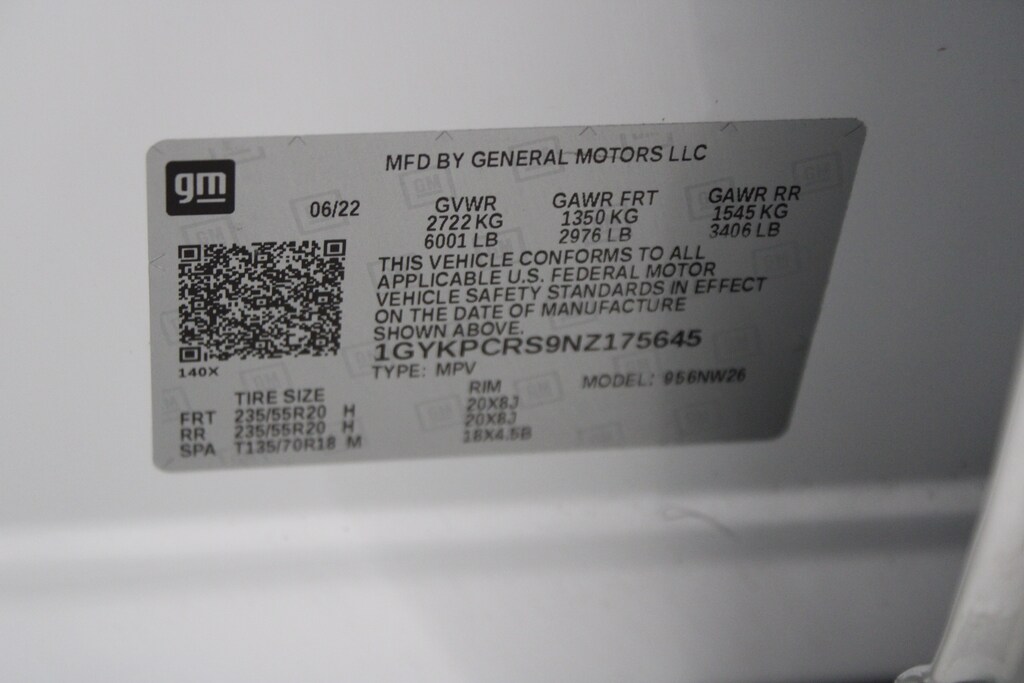 MFD BY GENERAL MOTORS LLC
gm
06/22
GVWR GAWR FRT GAWR RR
2722 KG 1350 KG 1545 KG
6001 LB 2976 LB 3406 LB
THIS VEHICLE CONFORMS TO ALL
APPLICABLE U.S. FEDERAL MOTOR
VEHICLE SAFETY STANDARDS IN EFFECT
ON THE DATE OF MANUFACTURE
SHOWN ABOVE.
1GYKPCRS9NZ175645
140X
TYPE: MPV MODEL: 956NW26
TIRE SIZE RIM
FRT 235/55R20 H 20X8J
RR 235/55R20 H 20X8J
SPA T135/70R18 M 18X4.5B